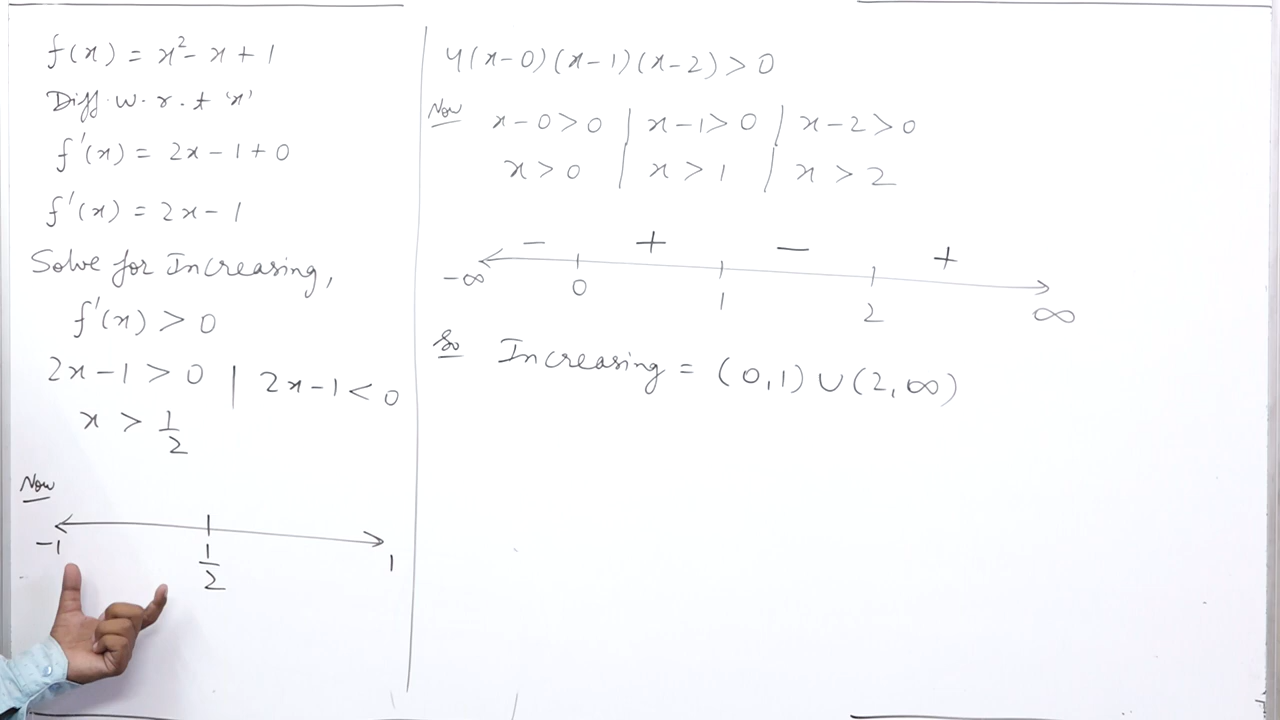 f(x) = x² - x + 1
Diff. w. r. t 'x'
f'(x) = 2x - 1 + 0
f'(x) = 2x - 1
Solve for Increasing,
f'(x) > 0
2x - 1 > 0 | 2x - 1 < 0
x > 1/2
Now
-1 1/2 1
4(x-0)(x-1)(x-2) > 0
Now x-0>0 | x-1>0 | x-2>0
x > 0 | x > 1 | x > 2
- + - +
-∞ 0 1 2 ∞
So Increasing = (0,1) ∪ (2,∞)